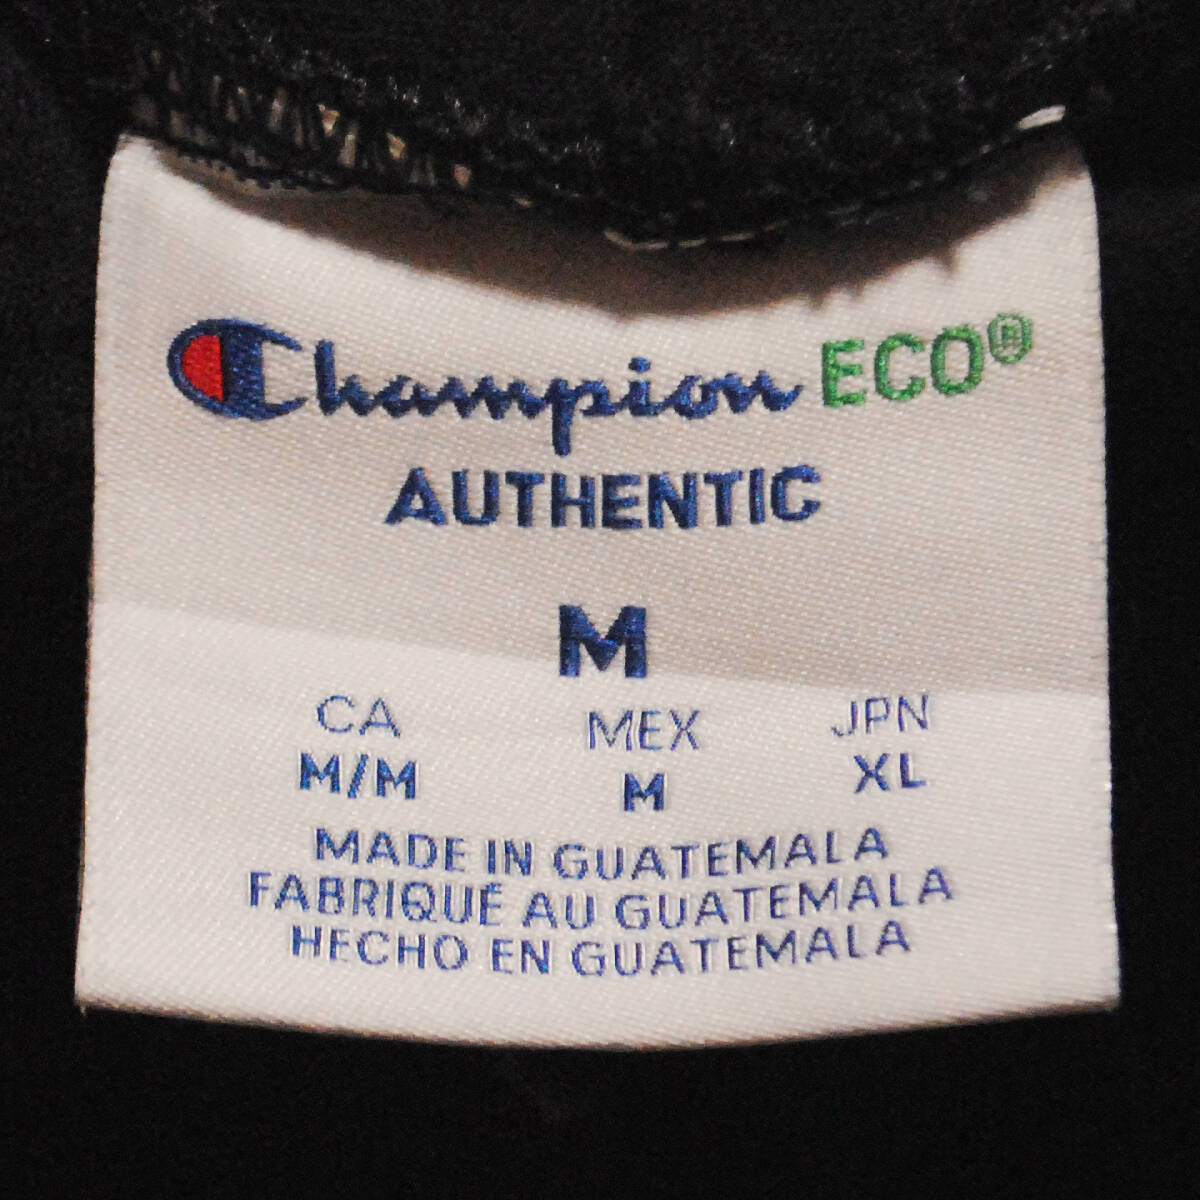 Champion ECO®
AUTHENTIC
M
CA MEX JPN
M/M M XL
MADE IN GUATEMALA
FABRIQUÉ AU GUATEMALA
HECHO EN GUATEMALA